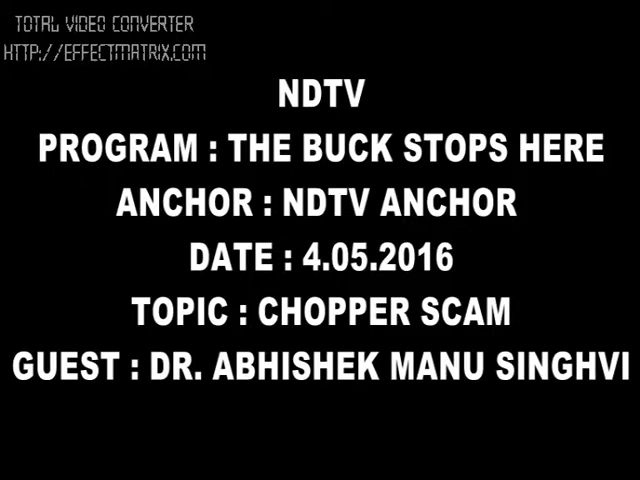 TOTAL VIDEO CONVERTER
HTTP://EFFECTMATRIX.COM
NDTV
PROGRAM : THE BUCK STOPS HERE
ANCHOR : NDTV ANCHOR
DATE : 4.05.2016
TOPIC : CHOPPER SCAM
GUEST : DR. ABHISHEK MANU SINGHVI